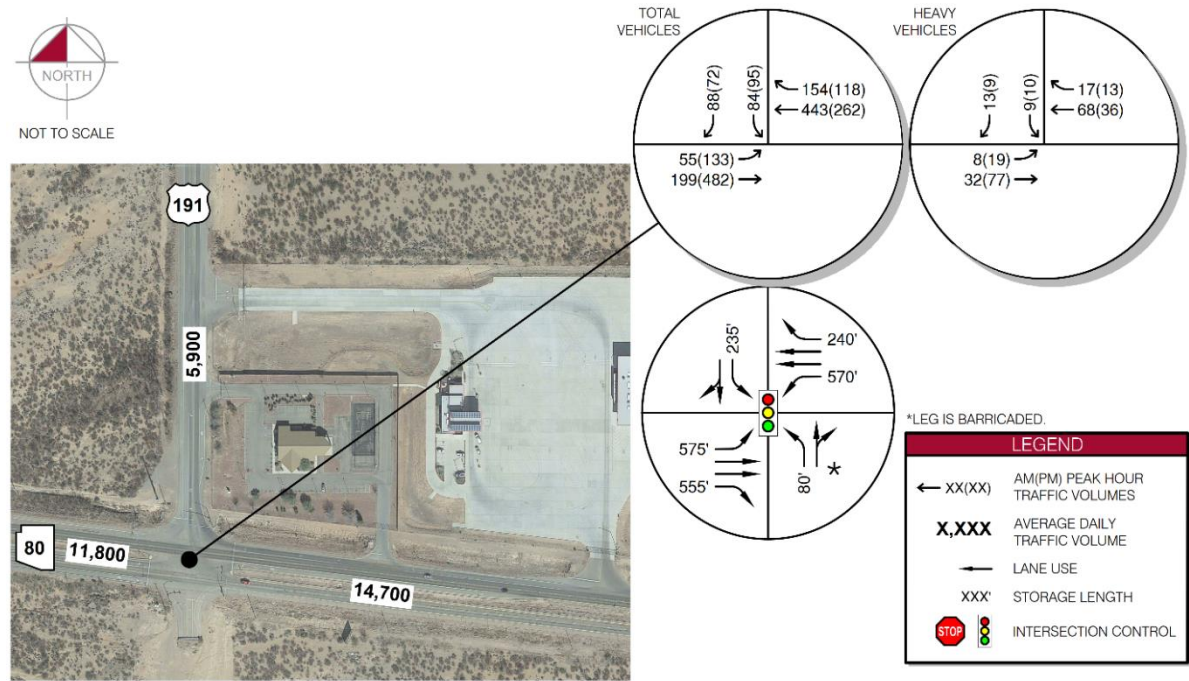 NORTH
NOT TO SCALE
TOTAL
VEHICLES
88(72)
84(95)
154(118)
443(262)
55(133)
199(482)
HEAVY
VEHICLES
13(9)
9(10)
17(13)
68(36)
8(19)
32(77)
191
5,900
80
11,800
14,700
235'
240'
570'
575'
555'
80'
*
*LEG IS BARRICADED.
LEGEND
XX(XX)
AM(PM) PEAK HOUR
TRAFFIC VOLUMES
X,XXX
AVERAGE DAILY
TRAFFIC VOLUME
LANE USE
XXX'
STORAGE LENGTH
STOP
INTERSECTION CONTROL